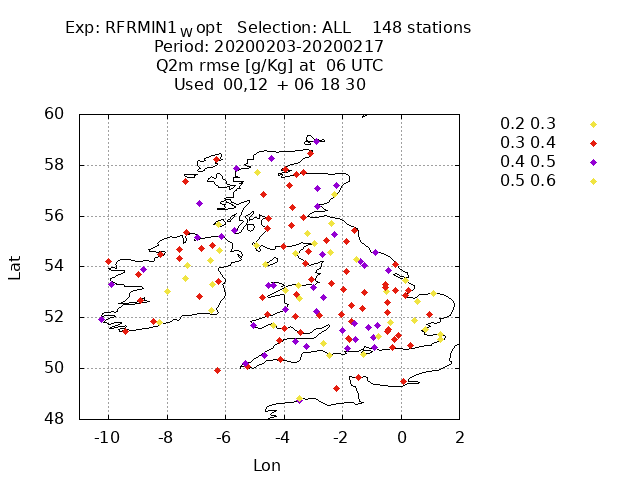 Exp: RFRMIN1wopt   Selection: ALL    148 stations
Period: 20200203-20200217
Q2m rmse [g/Kg] at  06 UTC
Used  00,12  + 06 18 30
0.2 0.3
0.3 0.4
0.4 0.5
0.5 0.6
60
58
56
54
52
50
48
Lat
-10 -8 -6 -4 -2 0 2
Lon